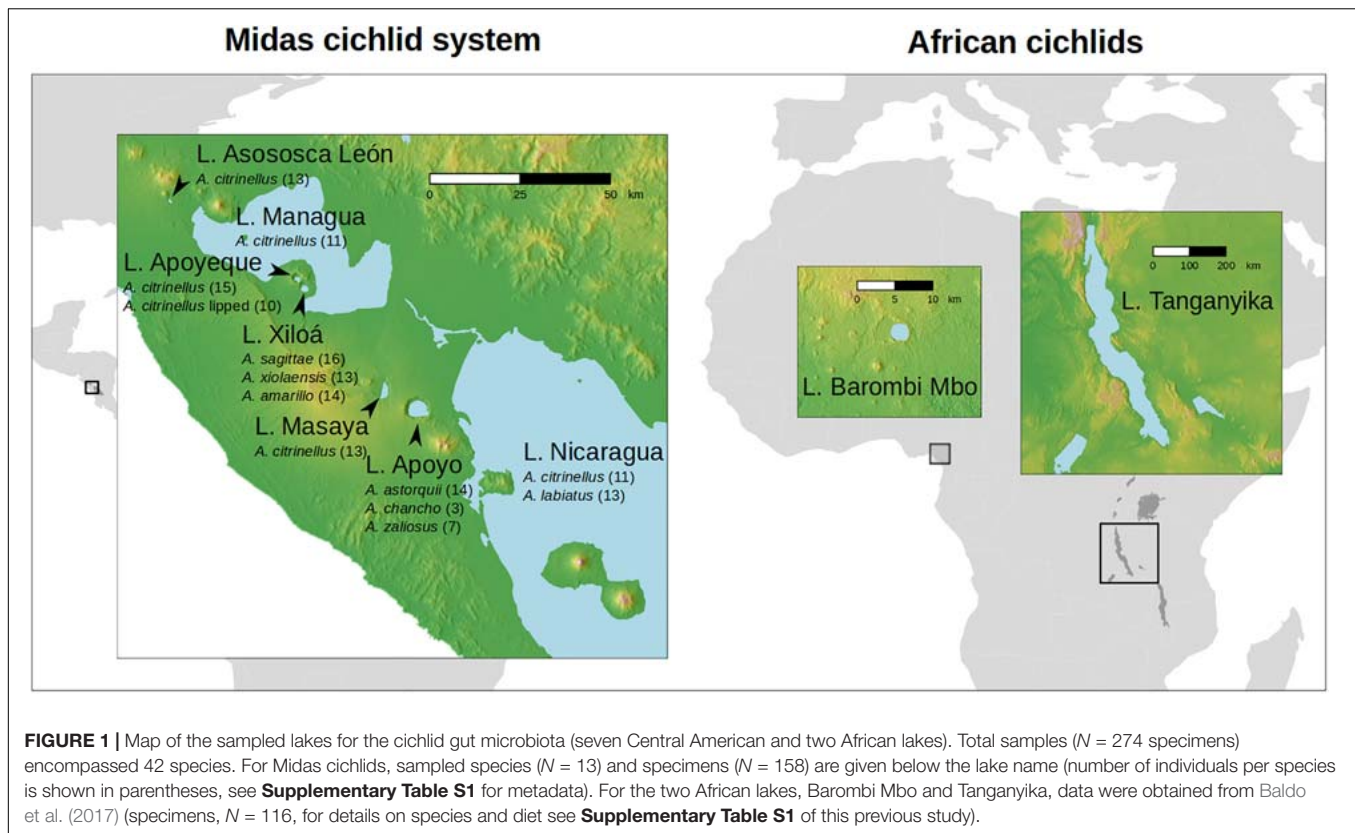 Midas cichlid system
African cichlids
L. Asososca León
A. citrinellus (13)
0 25 50 km
L. Managua
A. citrinellus (11)
L. Apoyeque
A. citrinellus (15)
A. citrinellus lipped (10)
L. Xiloá
A. sagittae (16)
A. xiolaensis (13)
A. amarillo (14)
L. Masaya
A. citrinellus (13)
L. Apoyo
A. astorquii (14)
A. chancho (3)
A. zaliosus (7)
L. Nicaragua
A. citrinellus (11)
A. labiatus (13)
0 5 10 km
L. Barombi Mbo
0 100 200 km
L. Tanganyika
FIGURE 1 | Map of the sampled lakes for the cichlid gut microbiota (seven Central American and two African lakes). Total samples (N = 274 specimens)
encompassed 42 species. For Midas cichlids, sampled species (N = 13) and specimens (N = 158) are given below the lake name (number of individuals per species
is shown in parentheses, see Supplementary Table S1 for metadata). For the two African lakes, Barombi Mbo and Tanganyika, data were obtained from Baldo
et al. (2017) (specimens, N = 116, for details on species and diet see Supplementary Table S1 of this previous study).